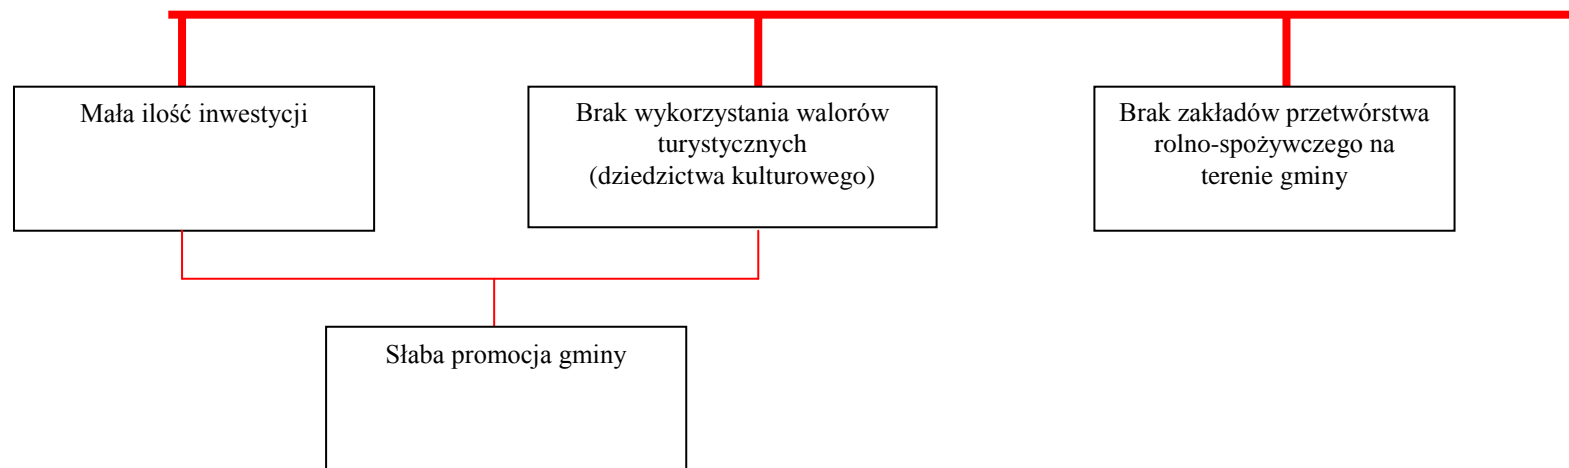 Mała ilość inwestycji
Brak wykorzystania walorów
turystycznych
(dziedzictwa kulturowego)
Brak zakładów przetwórstwa
rolno-spożywczego na
terenie gminy
Słaba promocja gminy